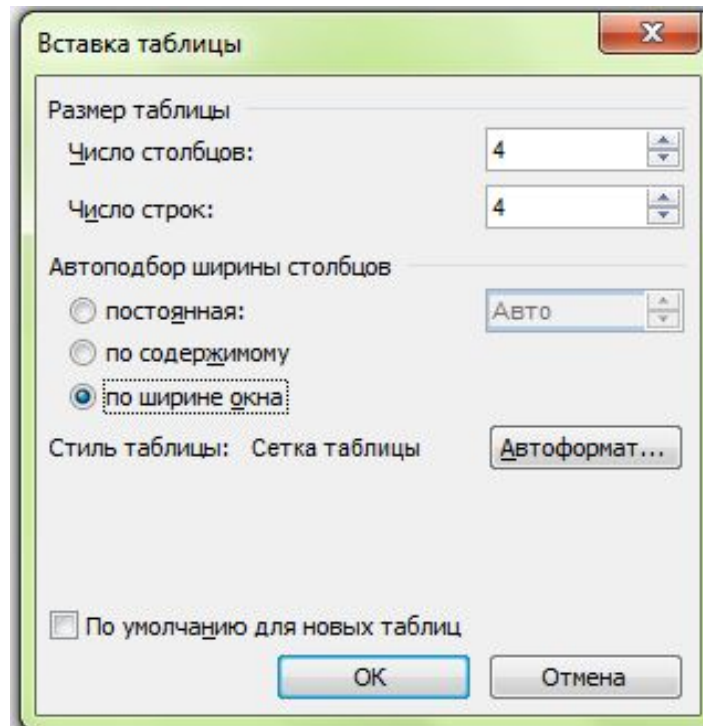 Вставка таблицы
Размер таблицы
Число столбцов: 4
Число строк: 4
Автоподбор ширины столбцов
постоянная: Авто
по содержимому
по ширине окна
Стиль таблицы: Сетка таблицы Автоформат...
По умолчанию для новых таблиц
ОК Отмена